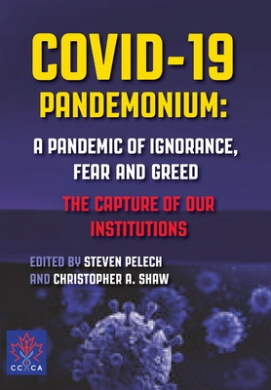 COVID-19
PANDEMONIUM:
A PANDEMIC OF IGNORANCE,
FEAR AND GREED
THE CAPTURE OF OUR
INSTITUTIONS
EDITED BY STEVEN PELECH
AND CHRISTOPHER A. SHAW
CCCA